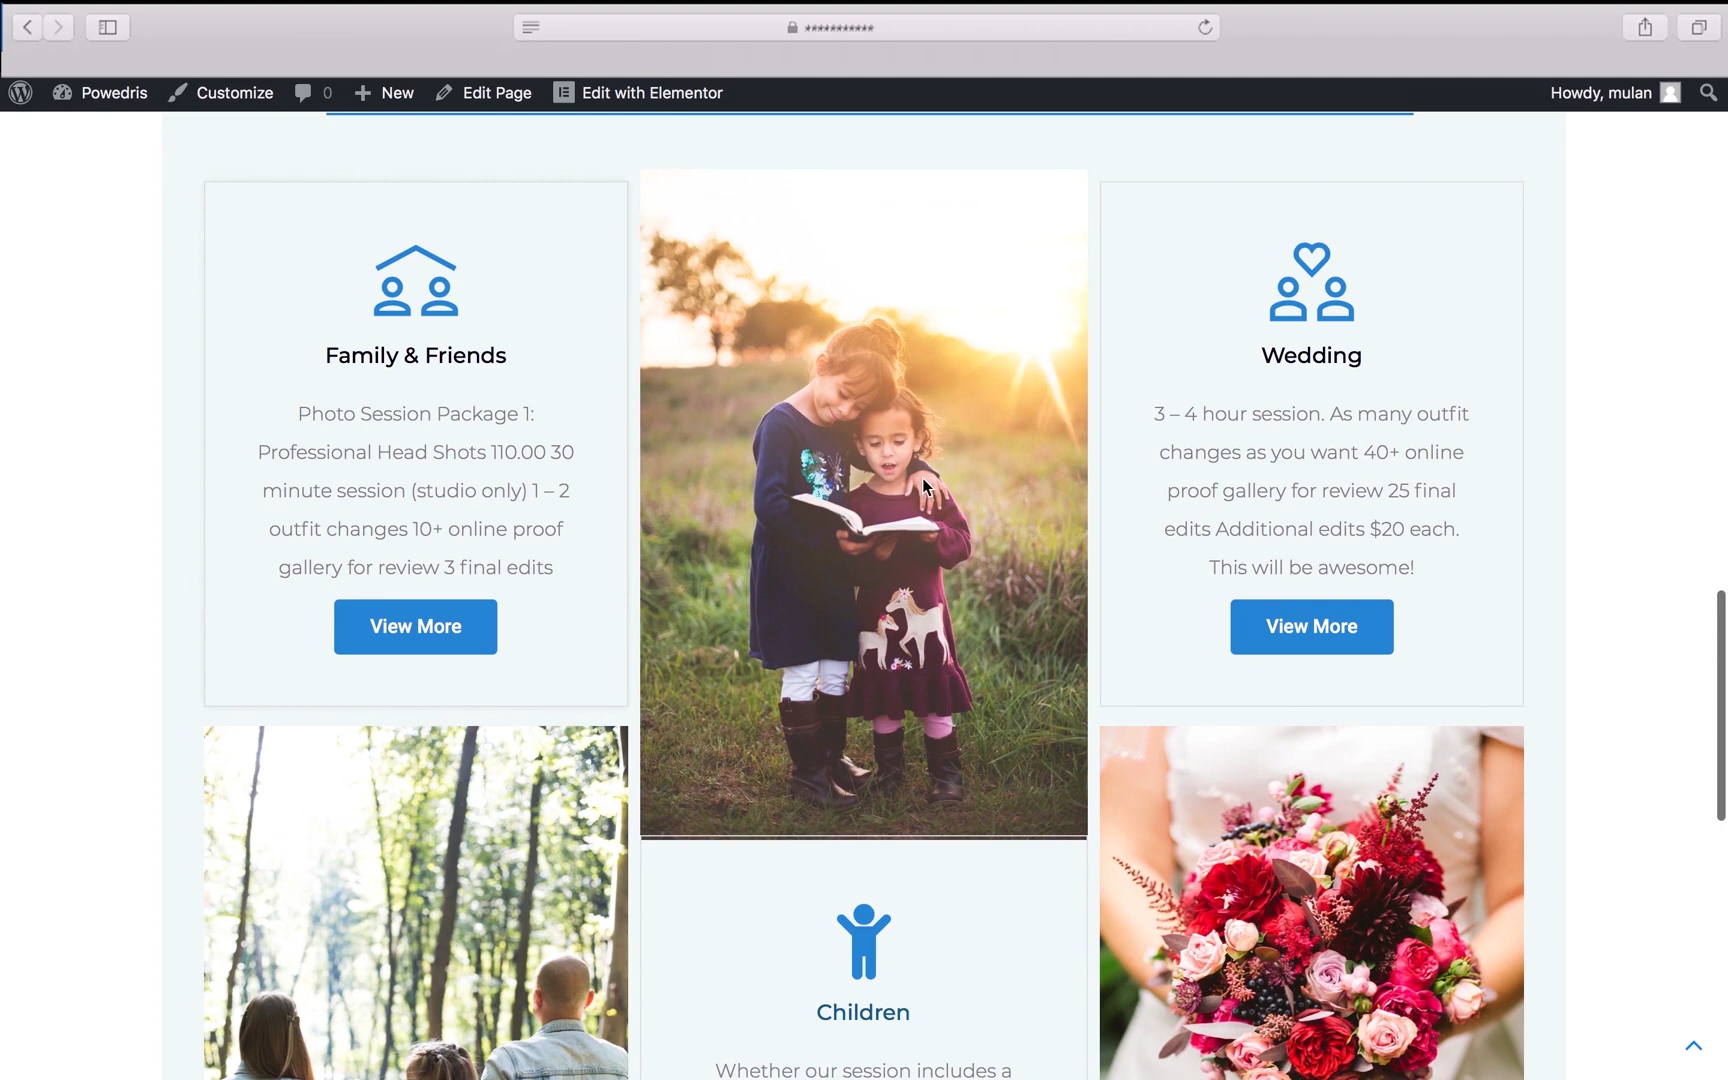 ***********
Powedris Customize 0 New Edit Page Edit with Elementor Howdy, mulan
Family & Friends
Photo Session Package 1:
Professional Head Shots 110.00 30
minute session (studio only) 1 – 2
outfit changes 10+ online proof
gallery for review 3 final edits
View More
Wedding
3 – 4 hour session. As many outfit
changes as you want 40+ online
proof gallery for review 25 final
edits Additional edits $20 each.
This will be awesome!
View More
Children
Whether our session includes a